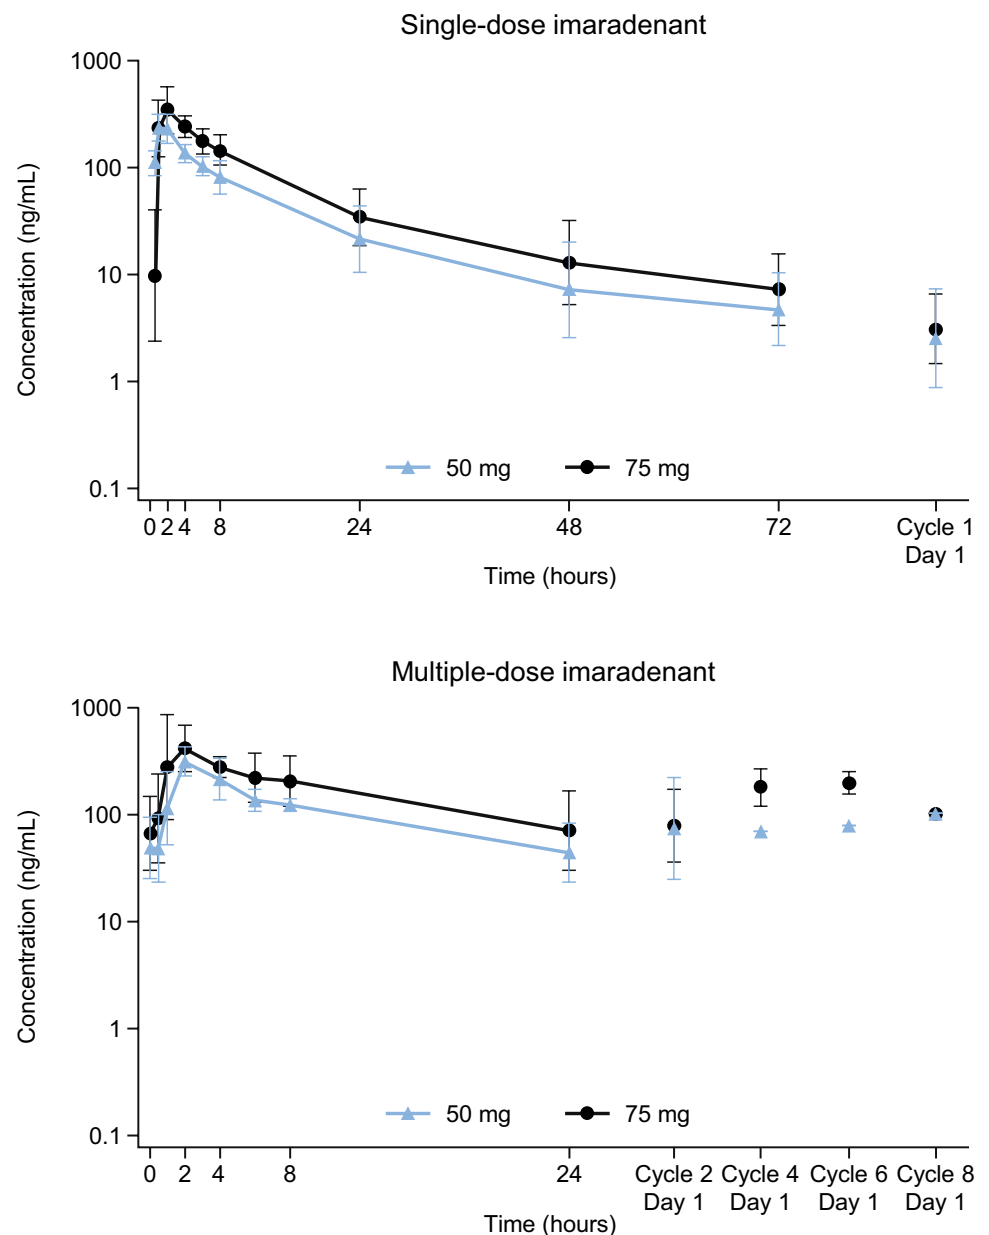 Single-dose imaradenant
Concentration (ng/mL)
1000
100
10
1
0.1
50 mg
75 mg
0 2 4 8 24 48 72 Cycle 1
Day 1
Time (hours)
Multiple-dose imaradenant
Concentration (ng/mL)
1000
100
10
1
0.1
50 mg
75 mg
0 2 4 8 24 Cycle 2 Cycle 4 Cycle 6 Cycle 8
Day 1 Day 1 Day 1 Day 1
Time (hours)